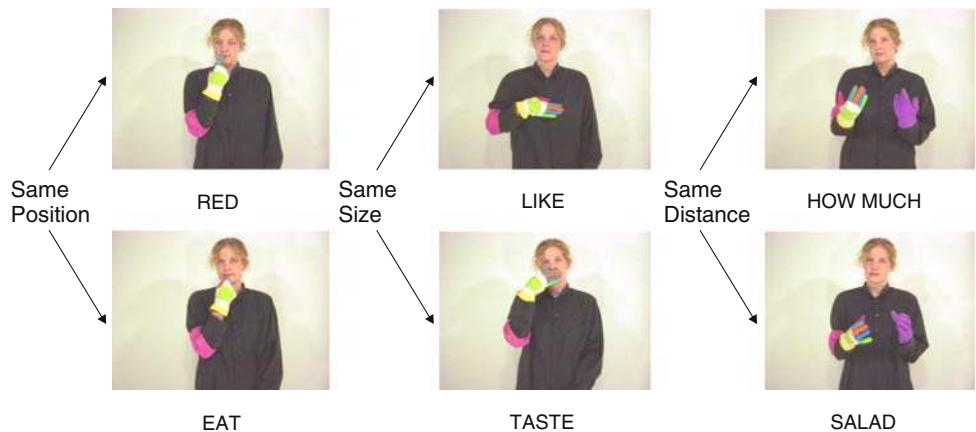 Same
Position
RED
Same
Size
LIKE
Same
Distance
HOW MUCH
EAT
TASTE
SALAD